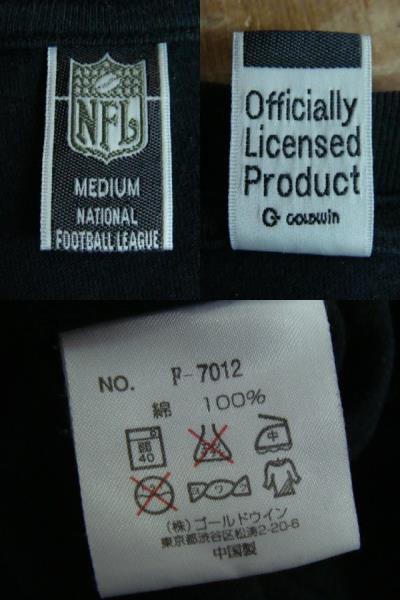 NFL
MEDIUM
NATIONAL
FOOTBALL LEAGUE
Officially
Licensed
Product
GOLDWIN
NO. F-7012
綿 100%
40
中
(株)ゴールドウイン
東京都渋谷区松濤2-20-6
中国製